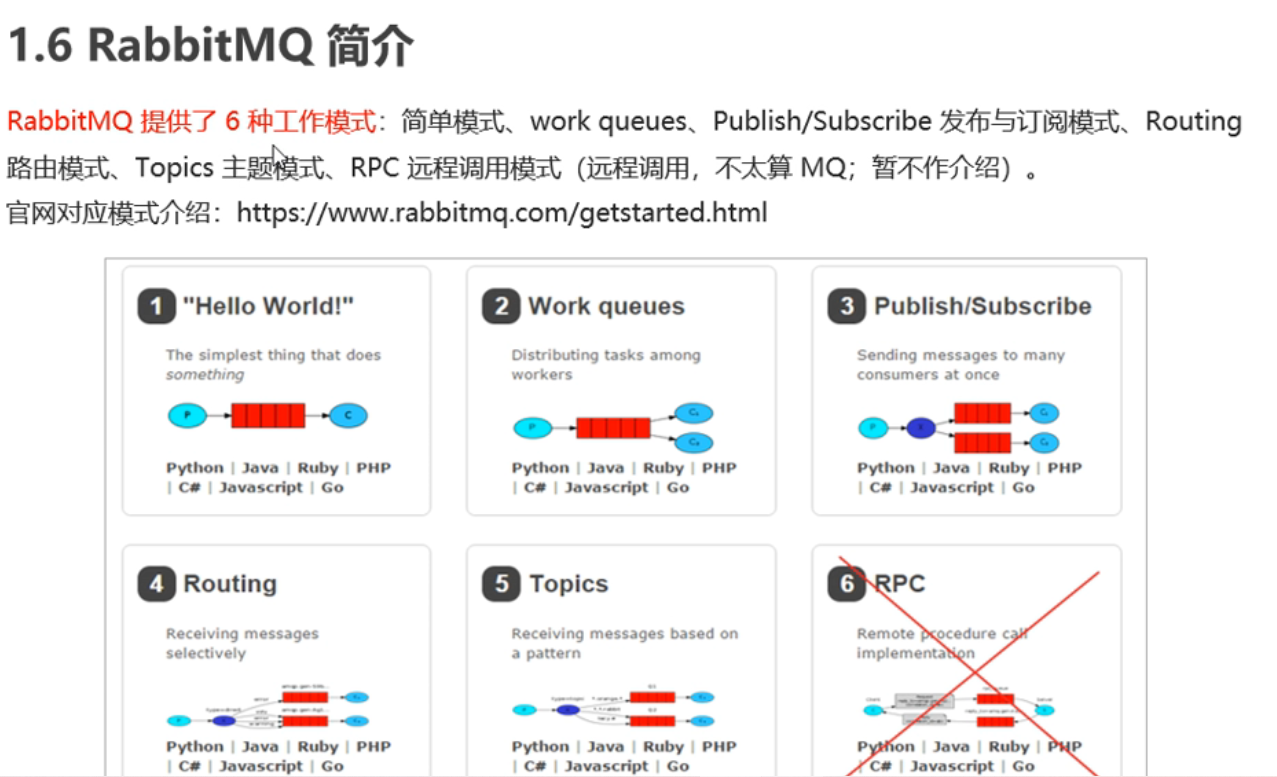 1.6 RabbitMQ 简介
RabbitMQ 提供了 6 种工作模式：简单模式、work queues、Publish/Subscribe 发布与订阅模式、Routing
路由模式、Topics 主题模式、RPC 远程调用模式（远程调用，不太算 MQ；暂不作介绍）。
官网对应模式介绍：https://www.rabbitmq.com/getstarted.html
1 "Hello World!"
The simplest thing that does
something
P
C
Python | Java | Ruby | PHP
| C# | Javascript | Go
2 Work queues
Distributing tasks among
workers
P
C₁
C₂
Python | Java | Ruby | PHP
| C# | Javascript | Go
3 Publish/Subscribe
Sending messages to many
consumers at once
P
X
C₁
C₂
Python | Java | Ruby | PHP
| C# | Javascript | Go
4 Routing
Receiving messages
selectively
Python | Java | Ruby | PHP
| C# | Javascript | Go
5 Topics
Receiving messages based on
a pattern
Python | Java | Ruby | PHP
| C# | Javascript | Go
6 RPC
Remote procedure call
implementation
Python | Java | Ruby | PHP
| C# | Javascript | Go